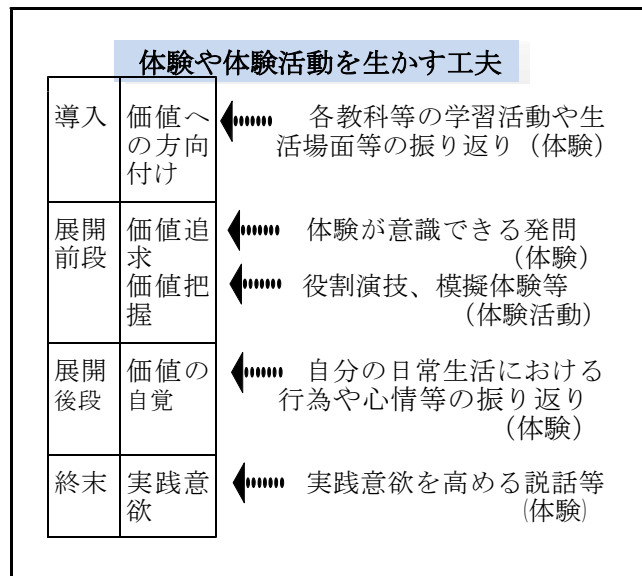 体験や体験活動を生かす工夫
導入
価値へ
の方向
付け
各教科等の学習活動や生
活場面等の振り返り（体験）
展開
前段
価値追
求
価値把
握
体験が意識できる発問
（体験）
役割演技、模擬体験等
（体験活動）
展開
後段
価値の
自覚
自分の日常生活における
行為や心情等の振り返り
（体験）
終末
実践意
欲
実践意欲を高める説話等
（体験）